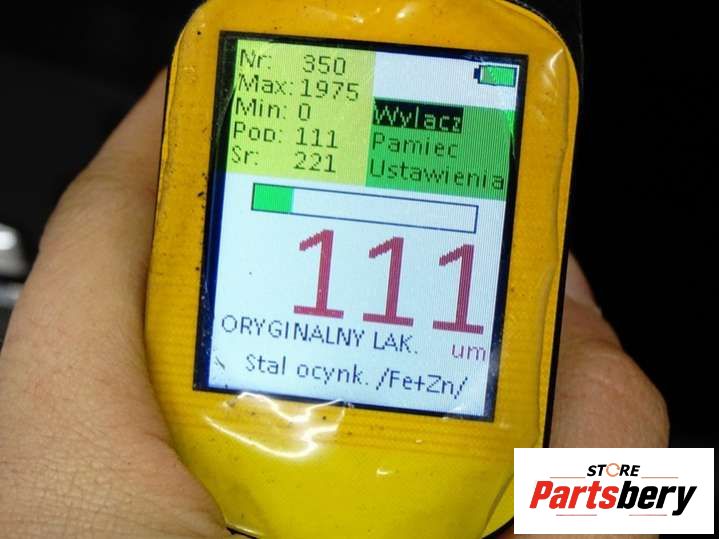 Nr: 350
Max: 1975
Min: 0
Pop: 111
Sr: 221
Wylacz
Pamiec
Ustawienia
111
um
ORYGINALNY LAK.
Stal ocynk. /Fe+Zn/
STORE
Partsbery